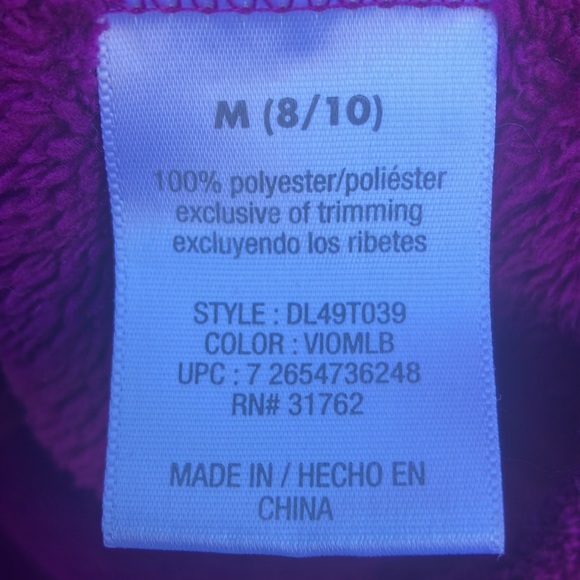 M (8/10)
100% polyester/poliéster
exclusive of trimming
excluyendo los ribetes
STYLE : DL49T039
COLOR : VIOMLB
UPC : 7 2654736248
RN# 31762
MADE IN / HECHO EN
CHINA